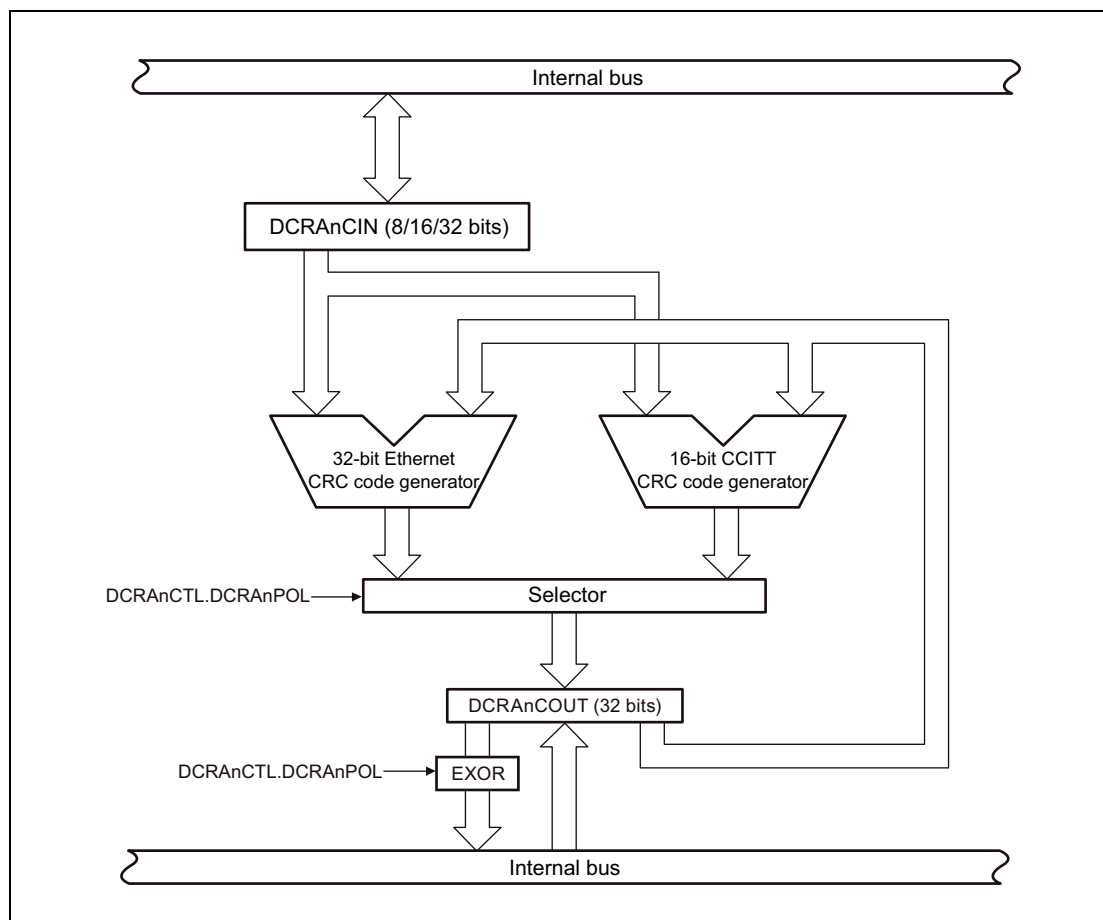 Internal bus
DCRAnCIN (8/16/32 bits)
32-bit Ethernet
CRC code generator
16-bit CCITT
CRC code generator
DCRAnCTL.DCRAnPOL
Selector
DCRAnCOUT (32 bits)
DCRAnCTL.DCRAnPOL
EXOR
Internal bus